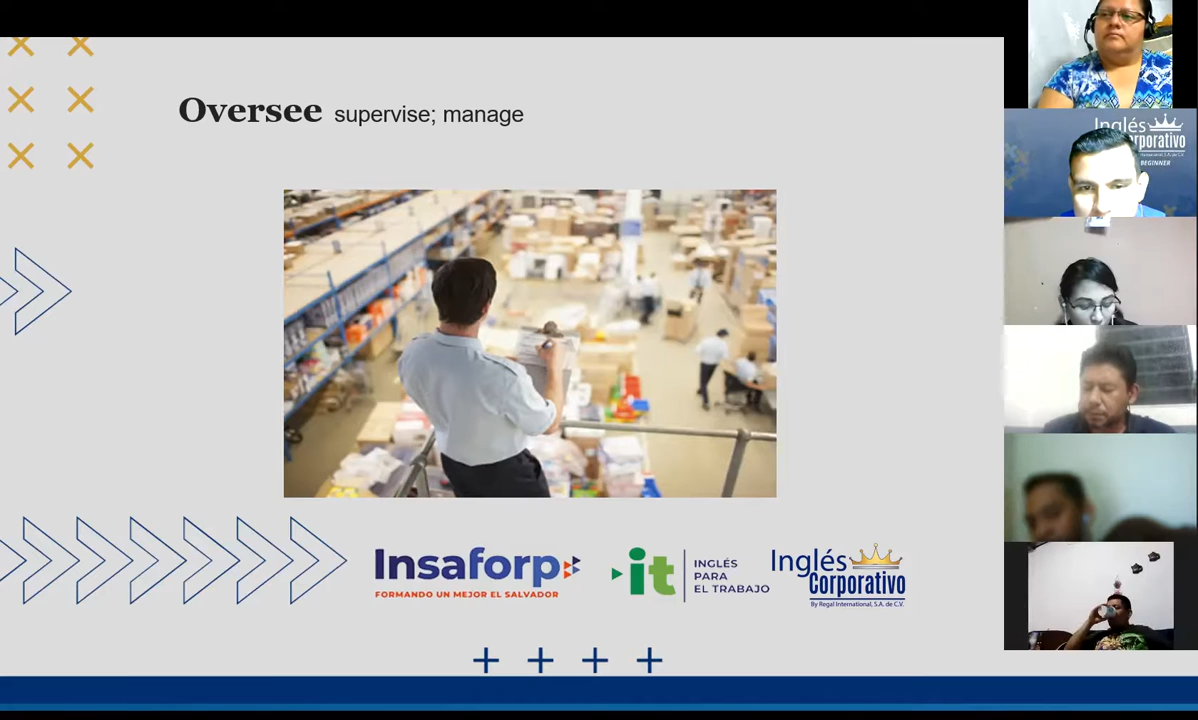 Oversee supervise; manage
Insaforp
FORMANDO UN MEJOR EL SALVADOR
it
INGLÉS
PARA
EL TRABAJO
Inglés
Corporativo
By Regal International, S.A. de C.V.
Inglés
rporativo
BEGINNER